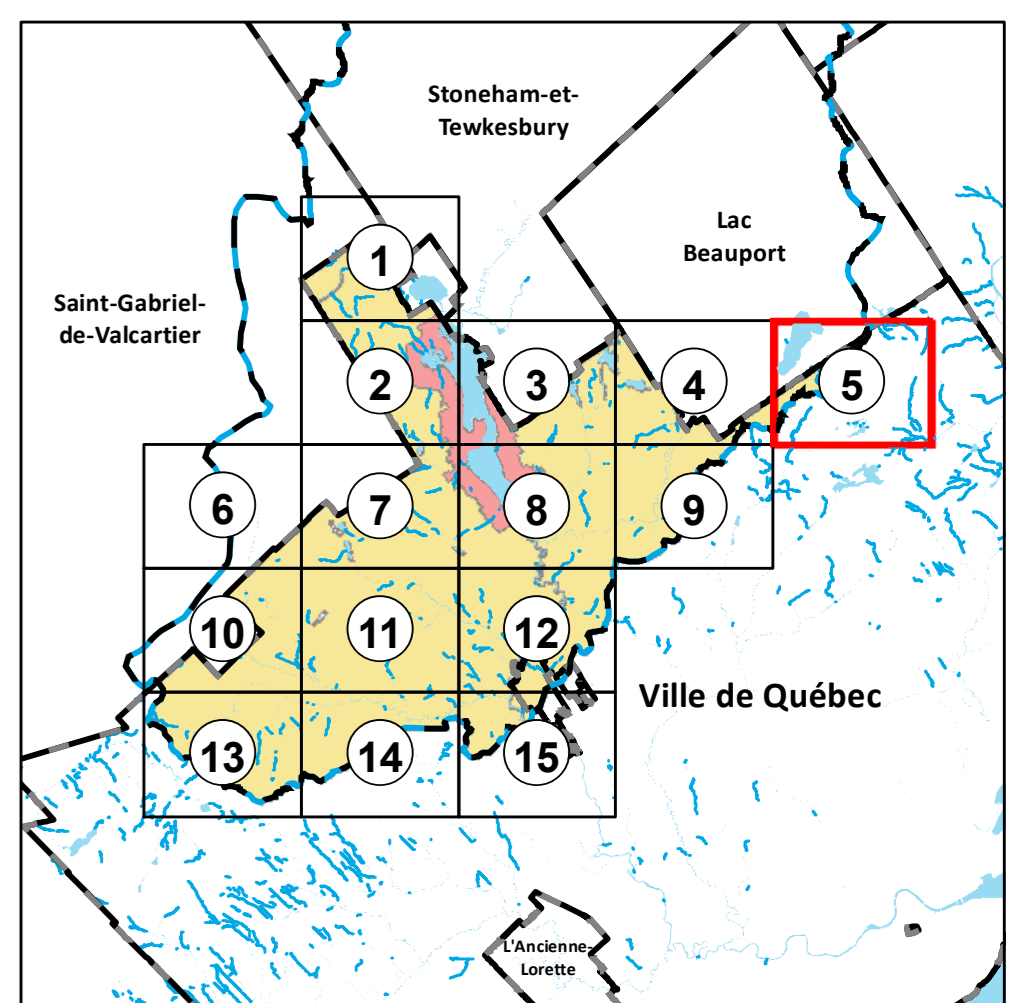 Stoneham-et-
Tewkesbury
Lac
Beauport
Saint-Gabriel-
de-Valcartier
1
2
3
4
5
6
7
8
9
10
11
12
Ville de Québec
13
14
15
L'Ancienne-
Lorette